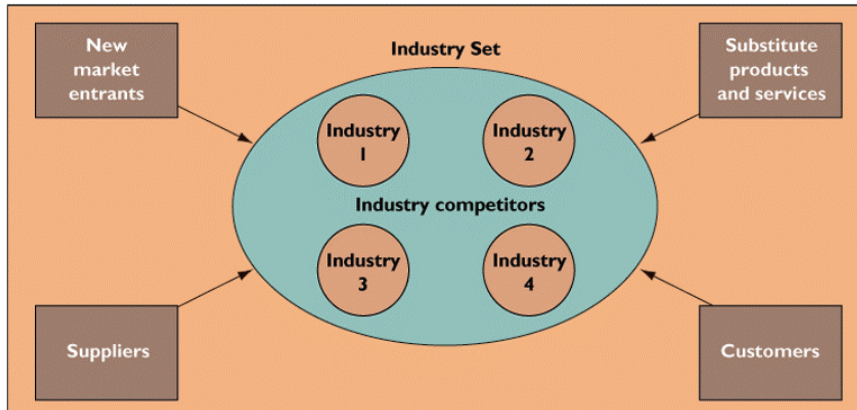 New
market
entrants
Industry Set
Substitute
products
and services
Industry
1
Industry
2
Industry competitors
Industry
3
Industry
4
Suppliers
Customers